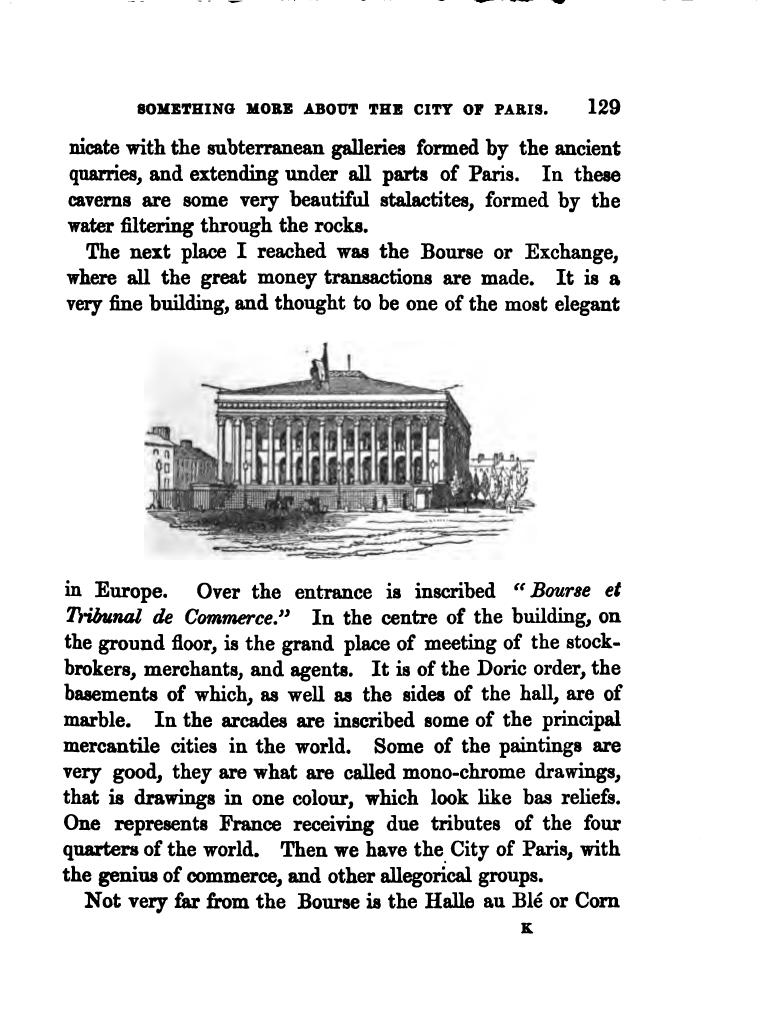 SOMETHING MORE ABOUT THE CITY OF PARIS. 129
nicate with the subterranean galleries formed by the ancient
quarries, and extending under all parts of Paris. In these
caverns are some very beautiful stalactites, formed by the
water filtering through the rocks.
The next place I reached was the Bourse or Exchange,
where all the great money transactions are made. It is a
very fine building, and thought to be one of the most elegant
in Europe. Over the entrance is inscribed “Bourse et
Tribunal de Commerce.” In the centre of the building, on
the ground floor, is the grand place of meeting of the stock-
brokers, merchants, and agents. It is of the Doric order, the
basements of which, as well as the sides of the hall, are of
marble. In the arcades are inscribed some of the principal
mercantile cities in the world. Some of the paintings are
very good, they are what are called mono-chrome drawings,
that is drawings in one colour, which look like bas reliefs.
One represents France receiving due tributes of the four
quarters of the world. Then we have the City of Paris, with
the genius of commerce, and other allegorical groups.
Not very far from the Bourse is the Halle au Blé or Corn
K